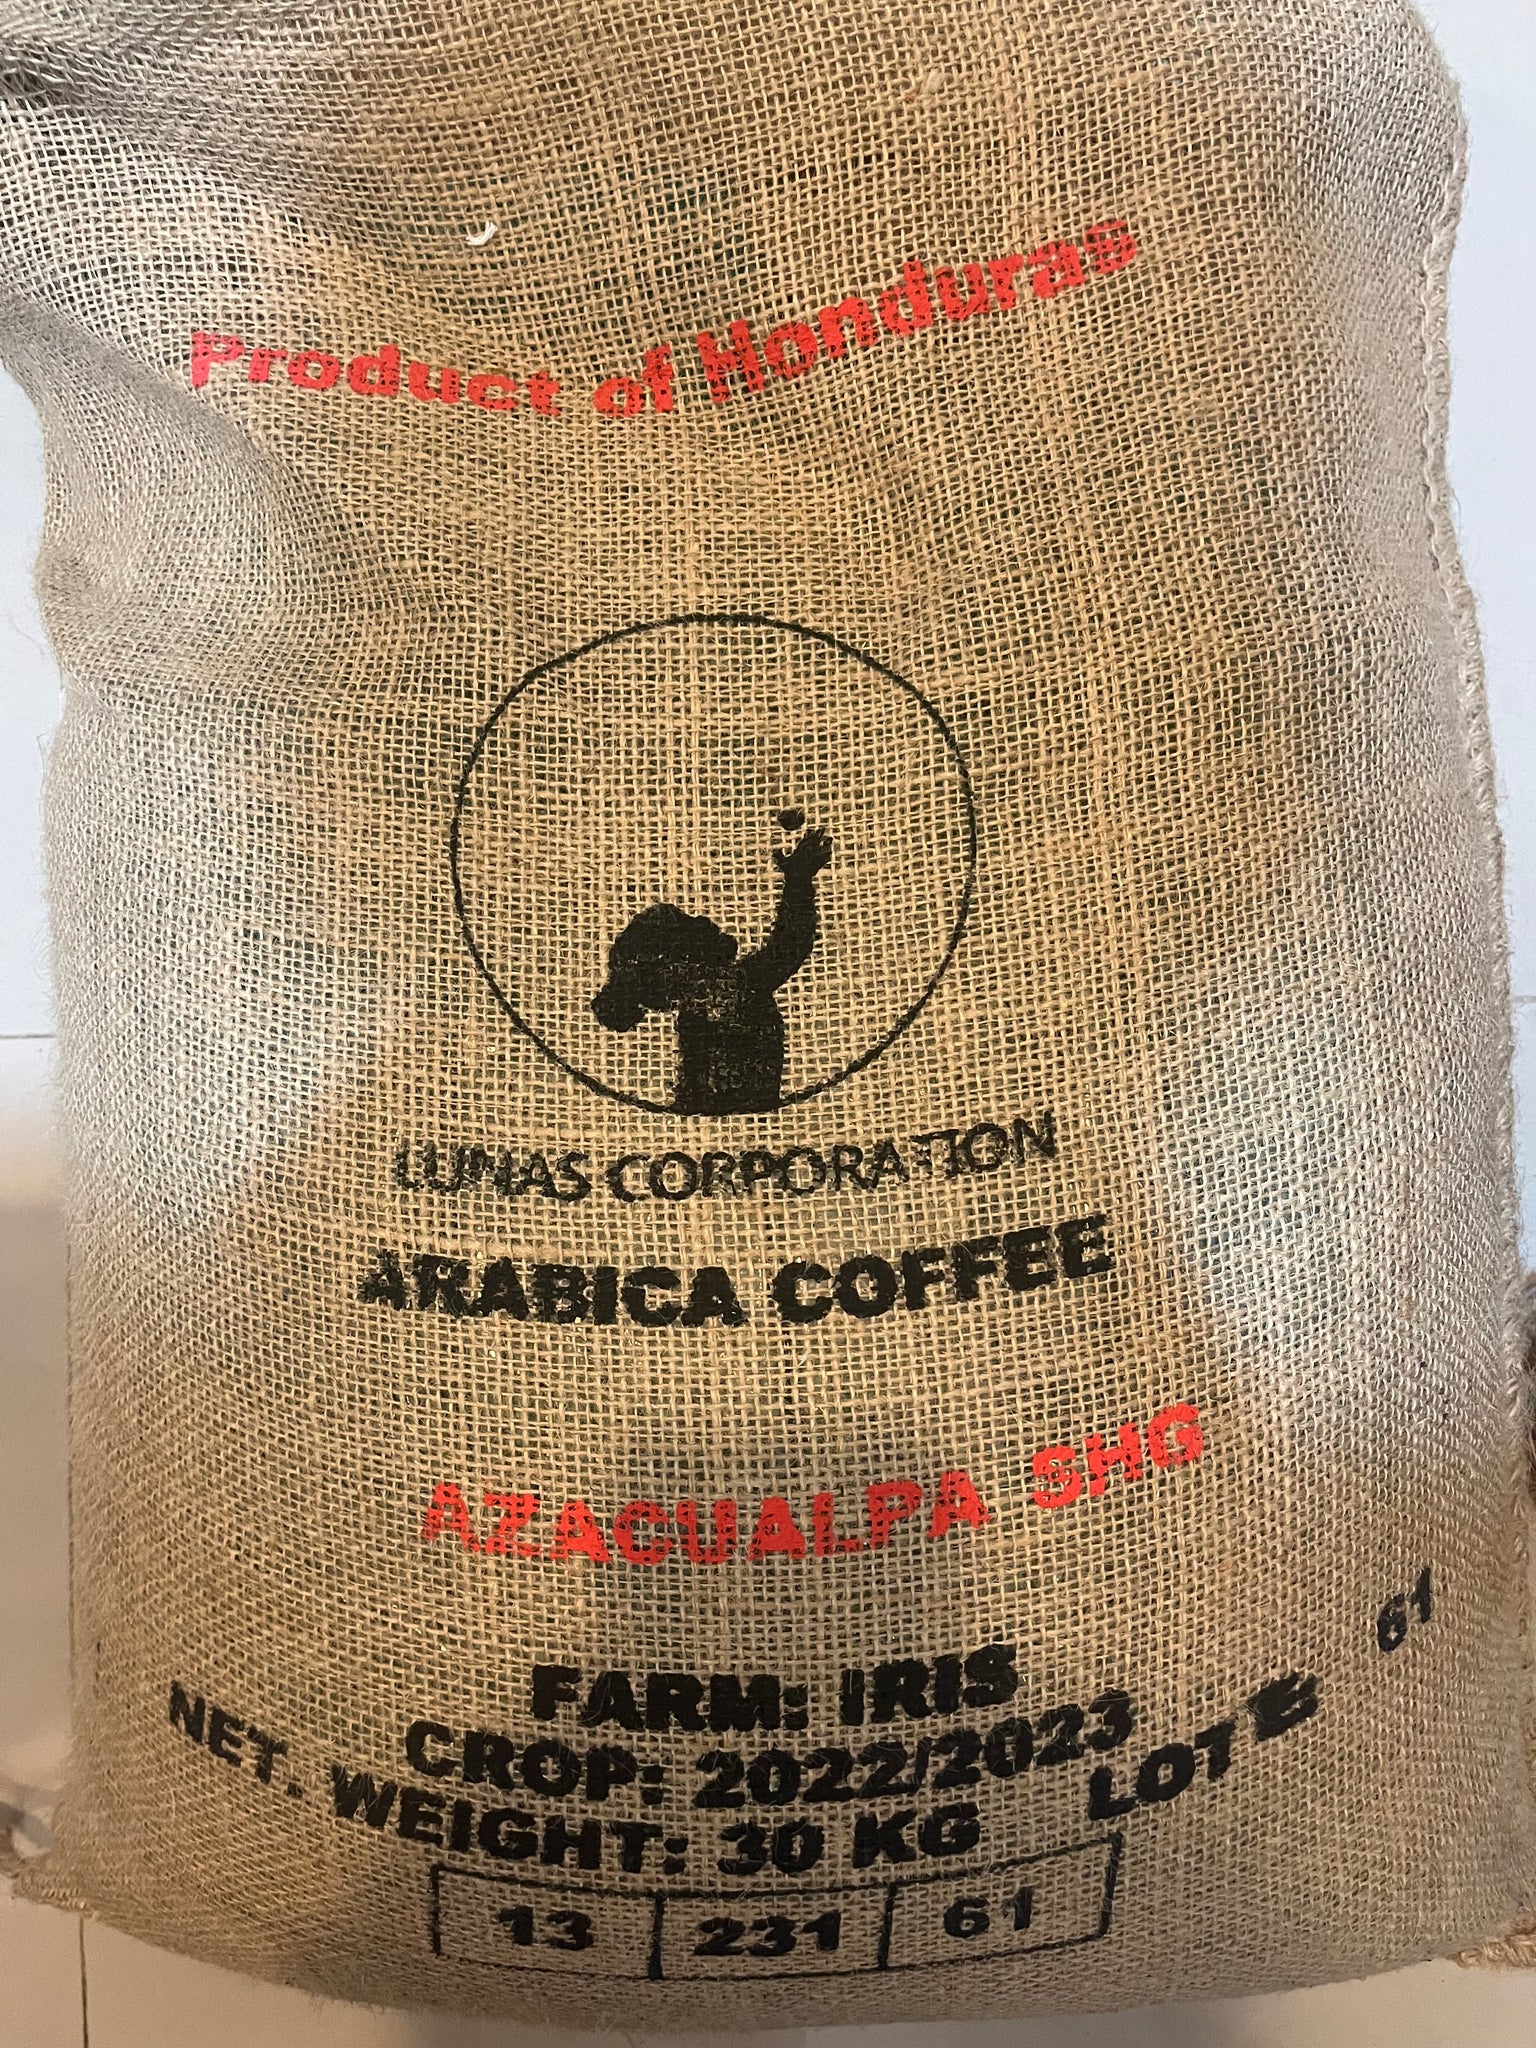 Product of Honduras
LUNAS CORPORATION
ARABICA COFFEE
AZACUALPA SHG
FARM: IRIS
CROP: 2022/2023
NET. WEIGHT: 30 KG LOTE 61
13 231 61